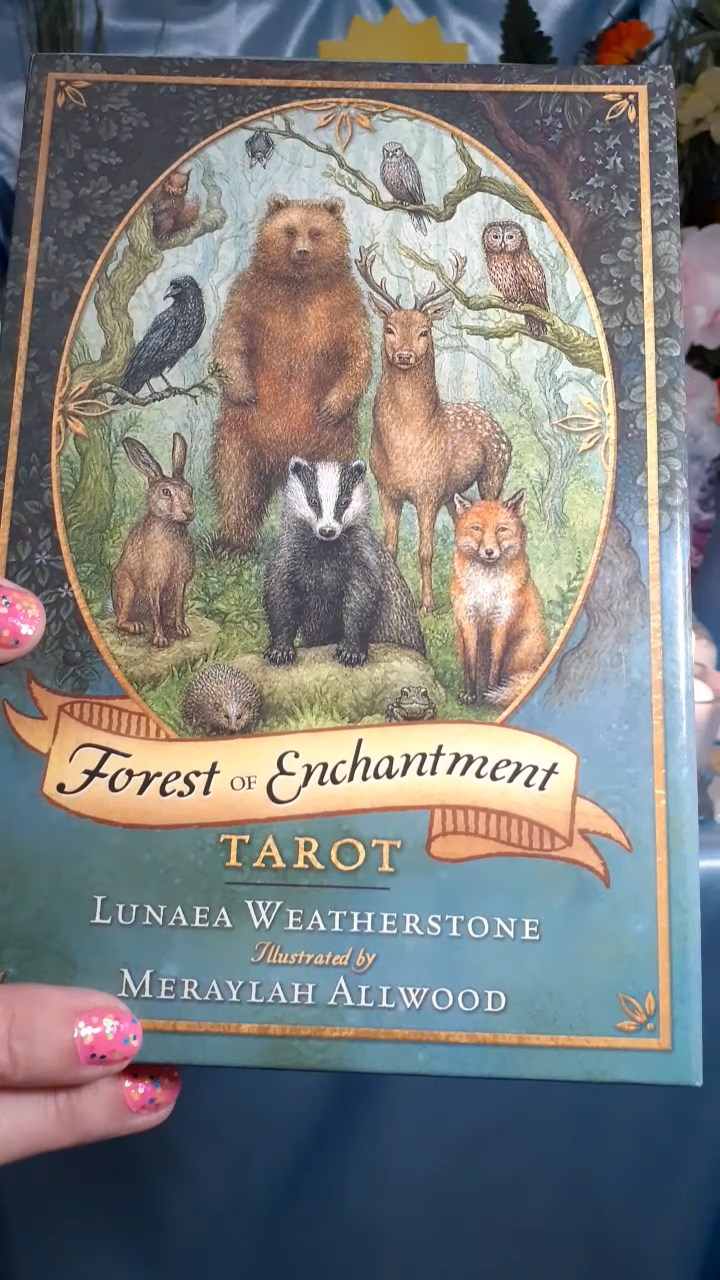 Forest of Enchantment
TAROT
Lunaea Weatherstone
Illustrated by
Meraylah Allwood